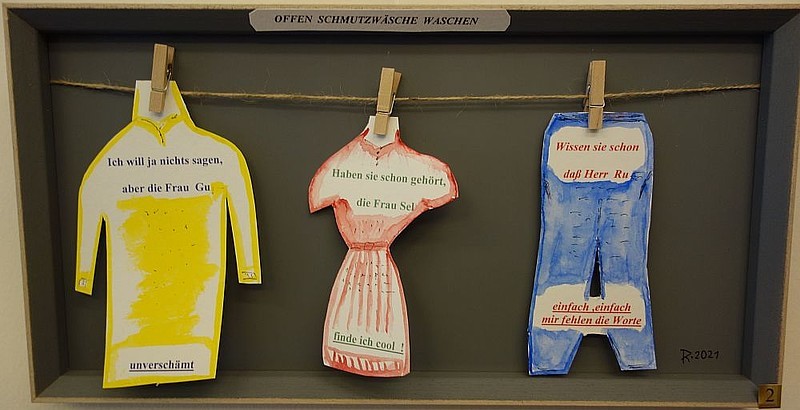 OFFEN SCHMUTZWÄSCHE WASCHEN
Ich will ja nichts sagen,
aber die Frau Gu
unverschämt
Haben sie schon gehört,
die Frau Sel
finde ich cool !
Wissen sie schon
daß Herr Ru
einfach ,einfach
mir fehlen die Worte
R. 2021
2